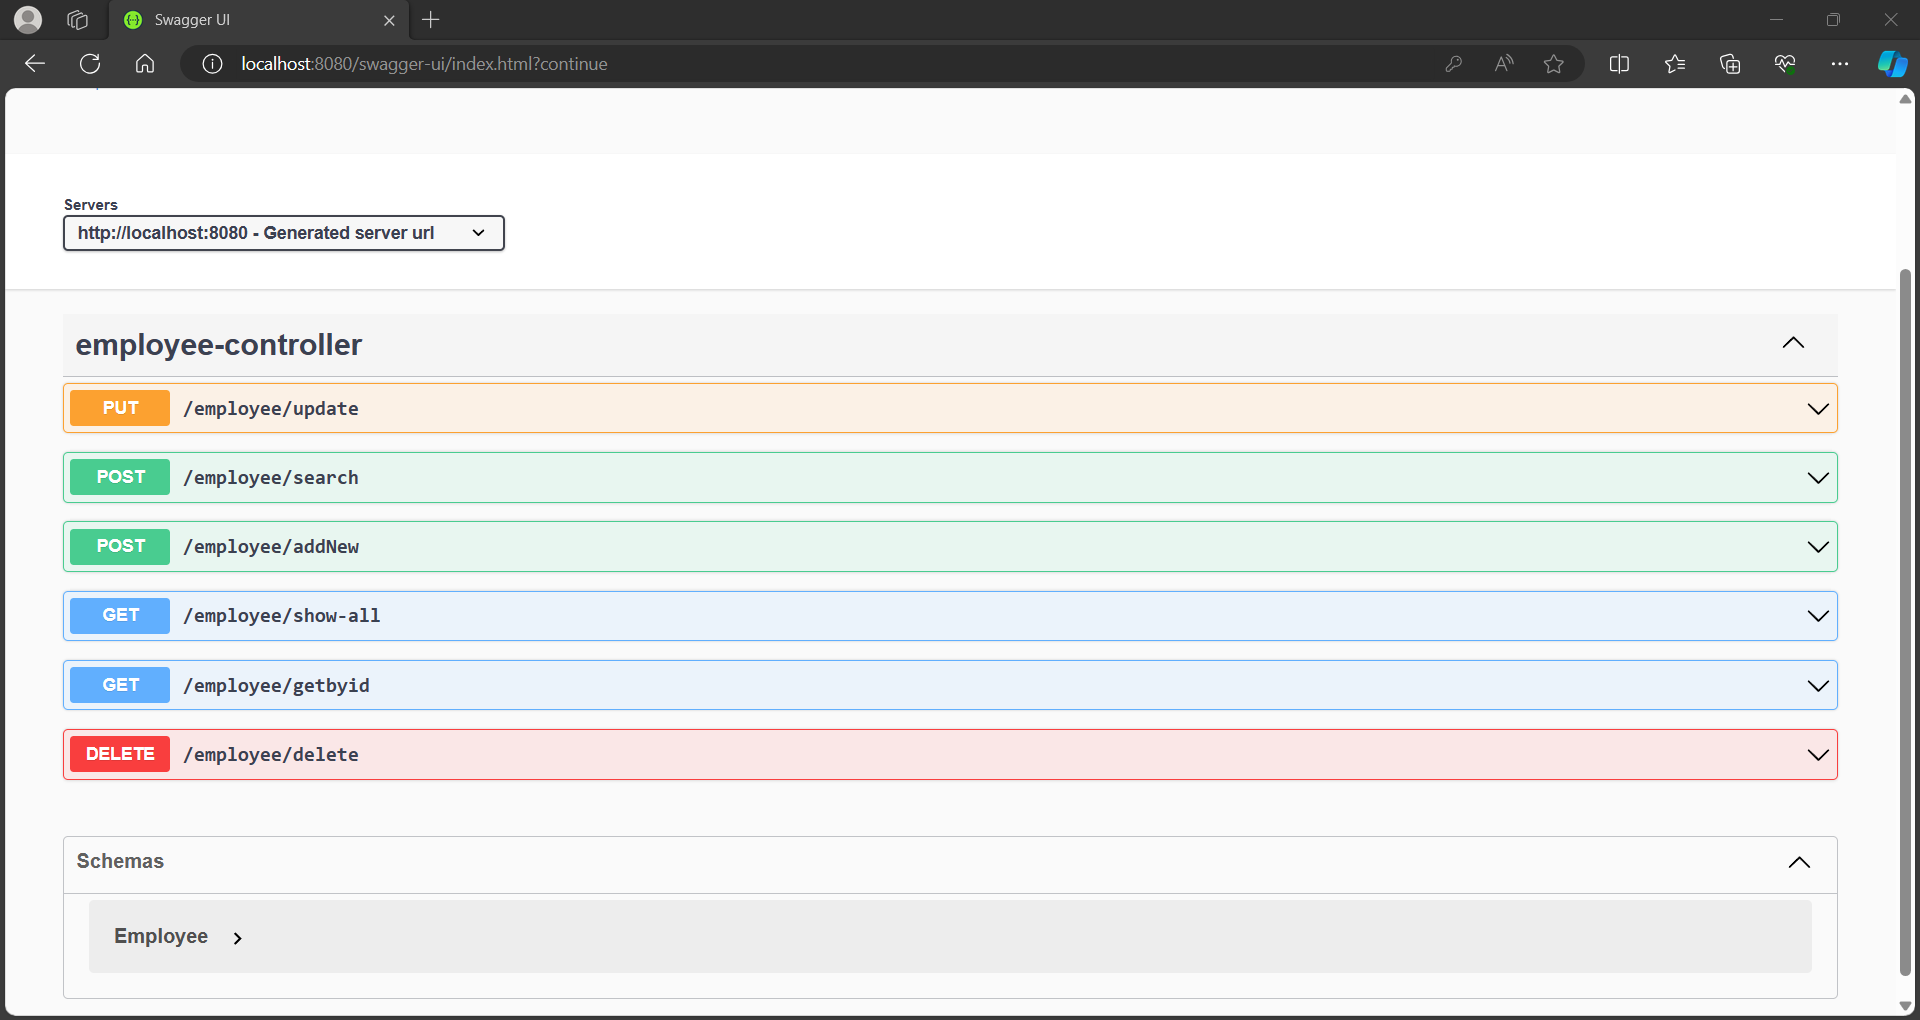 Swagger UI
localhost:8080/swagger-ui/index.html?continue
Servers
http://localhost:8080 - Generated server url
employee-controller
PUT /employee/update
POST /employee/search
POST /employee/addNew
GET /employee/show-all
GET /employee/getbyid
DELETE /employee/delete
Schemas
Employee